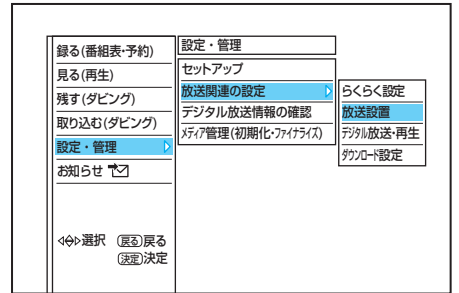 録る(番組表･予約)
見る(再生)
残す(ダビング)
取り込む(ダビング)
設定・管理
お知らせ
選択 戻る 戻る
決定 決定
設定・管理
セットアップ
放送関連の設定
デジタル放送情報の確認
メディア管理(初期化･ファイナライズ)
らくらく設定
放送設置
デジタル放送・再生
ダウンロード設定